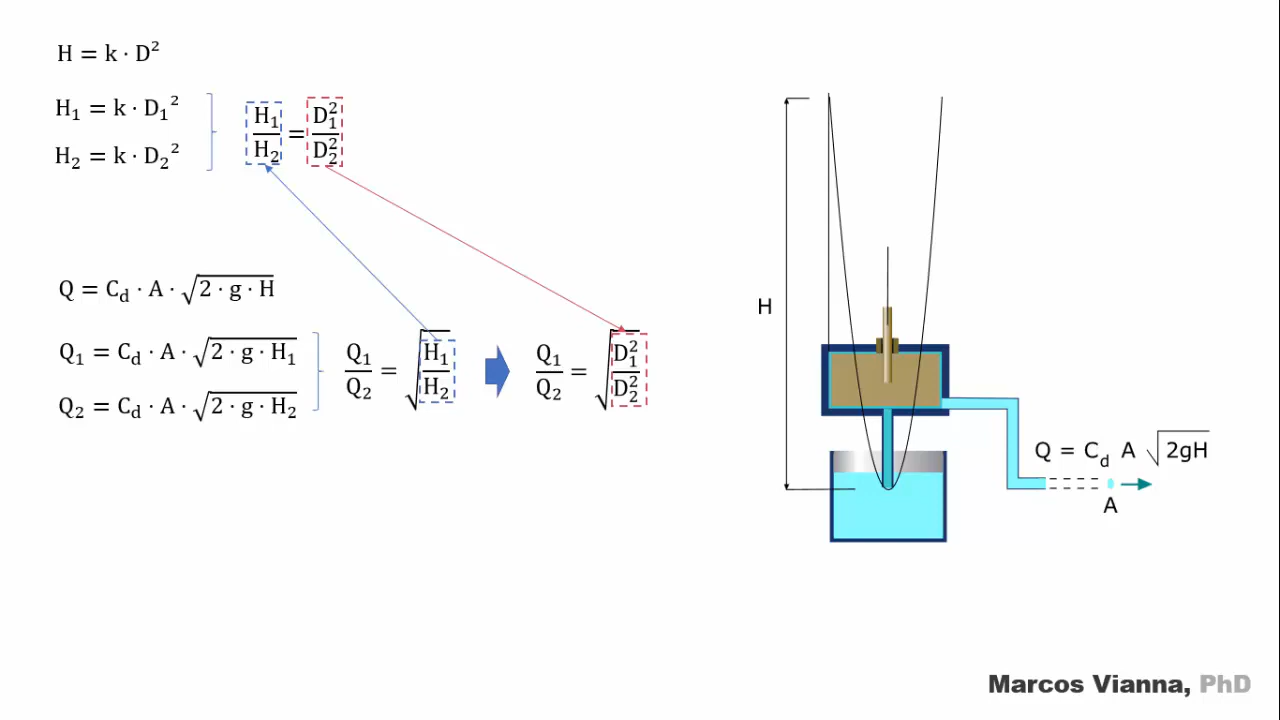 H = k · D²
H₁ = k · D₁²
H₂ = k · D₂²
H₁/H₂ = D₁²/D₂²
Q = C_d · A · √(2 · g · H)
Q₁ = C_d · A · √(2 · g · H₁)
Q₂ = C_d · A · √(2 · g · H₂)
Q₁/Q₂ = √(H₁/H₂)
Q₁/Q₂ = √(D₁²/D₂²)
H
Q = C_d A √(2gH)
A
Marcos Vianna, PhD